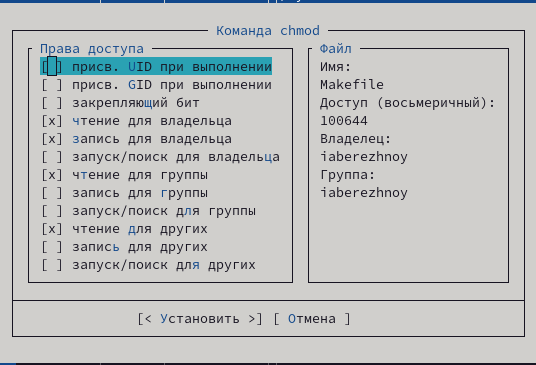 Команда chmod
Права доступа
[ ] присв. UID при выполнении
[ ] присв. GID при выполнении
[ ] закрепляющий бит
[x] чтение для владельца
[x] запись для владельца
[ ] запуск/поиск для владельца
[x] чтение для группы
[ ] запись для группы
[ ] запуск/поиск для группы
[x] чтение для других
[ ] запись для других
[ ] запуск/поиск для других
Файл
Имя:
Makefile
Доступ (восьмеричный):
100644
Владелец:
iaberezhnoy
Группа:
iaberezhnoy
[< Установить >] [ Отмена ]